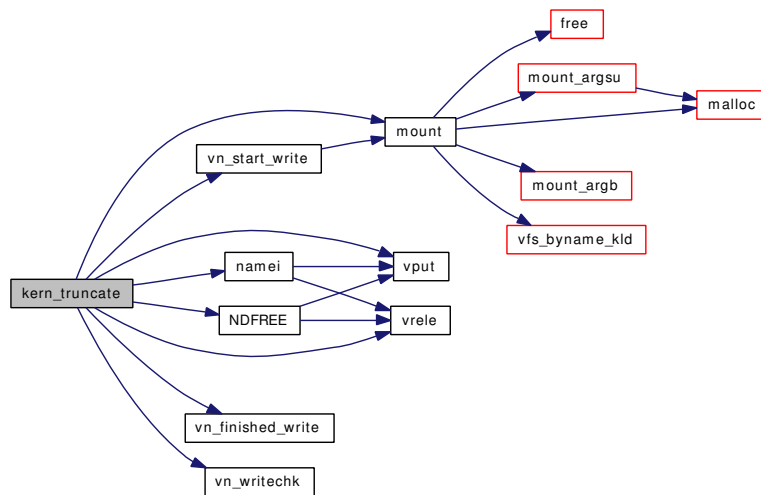 free
mount_argsu
malloc
mount
vn_start_write
mount_argb
vfs_byname_kld
namei
vput
kern_truncate
NDFREE
vrele
vn_finished_write
vn_writechk